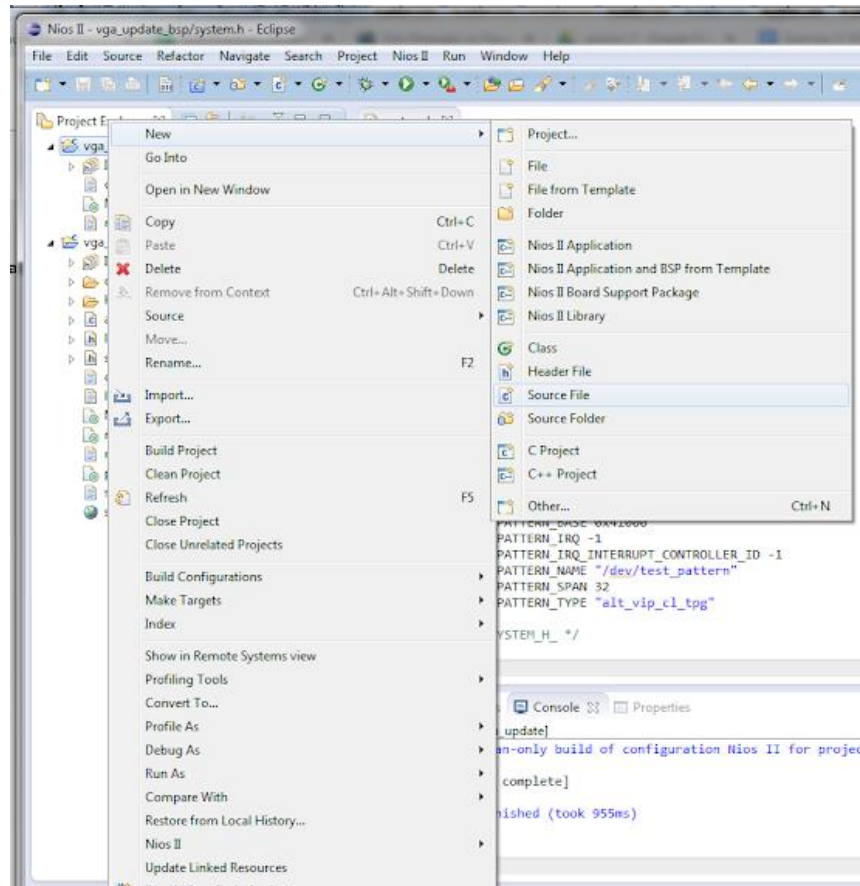 Nios II - vga_update_bsp/system.h - Eclipse
File Edit Source Refactor Navigate Search Project Nios II Run Window Help
Project E
vga_
vga_
New
Go Into
Open in New Window
Copy Ctrl+C
Paste Ctrl+V
Delete Delete
Remove from Context Ctrl+Alt+Shift+Down
Source
Move...
Rename... F2
Import...
Export...
Build Project
Clean Project
Refresh F5
Close Project
Close Unrelated Projects
Build Configurations
Make Targets
Index
Show in Remote Systems view
Profiling Tools
Convert To...
Profile As
Debug As
Run As
Compare With
Restore from Local History...
Nios II
Update Linked Resources
Project...
File
File from Template
Folder
Nios II Application
Nios II Application and BSP from Template
Nios II Board Support Package
Nios II Library
Class
Header File
Source File
Source Folder
C Project
C++ Project
Other... Ctrl+N
PATTERN_BASE 0x41000
PATTERN_IRQ -1
PATTERN_IRQ_INTERRUPT_CONTROLLER_ID -1
PATTERN_NAME "/dev/test_pattern"
PATTERN_SPAN 32
PATTERN_TYPE "alt_vip_cl_tpg"
YSTEM_H_ */
Console Properties
_update]
an-only build of configuration Nios II for projec
complete]
nished (took 955ms)